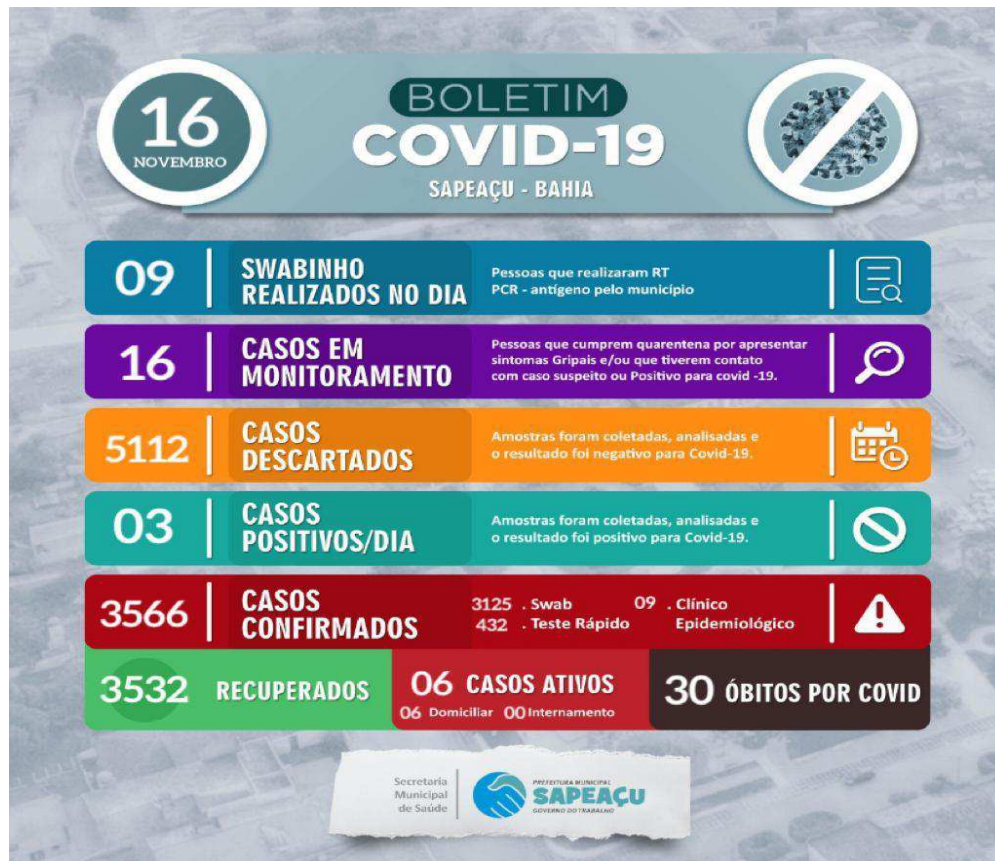 16
NOVEMBRO
BOLETIM
COVID-19
SAPEAÇU - BAHIA
09
SWABINHO
REALIZADOS NO DIA
Pessoas que realizaram RT
PCR - antígeno pelo município
16
CASOS EM
MONITORAMENTO
Pessoas que cumprem quarentena por apresentar
sintomas Gripais e/ou que tiverem contato
com caso suspeito ou Positivo para covid -19.
5112
CASOS
DESCARTADOS
Amostras foram coletadas, analisadas e
o resultado foi negativo para Covid-19.
03
CASOS
POSITIVOS/DIA
Amostras foram coletadas, analisadas e
o resultado foi positivo para Covid-19.
3566
CASOS
CONFIRMADOS
3125 . Swab
432 . Teste Rápido
09 . Clínico
Epidemiológico
3532 RECUPERADOS
06 CASOS ATIVOS
06 Domiciliar 00 Internamento
30 ÓBITOS POR COVID
Secretaria
Municipal
de Saúde
PREFEITURA MUNICIPAL
SAPEAÇU
GOVERNO DO TRABALHO